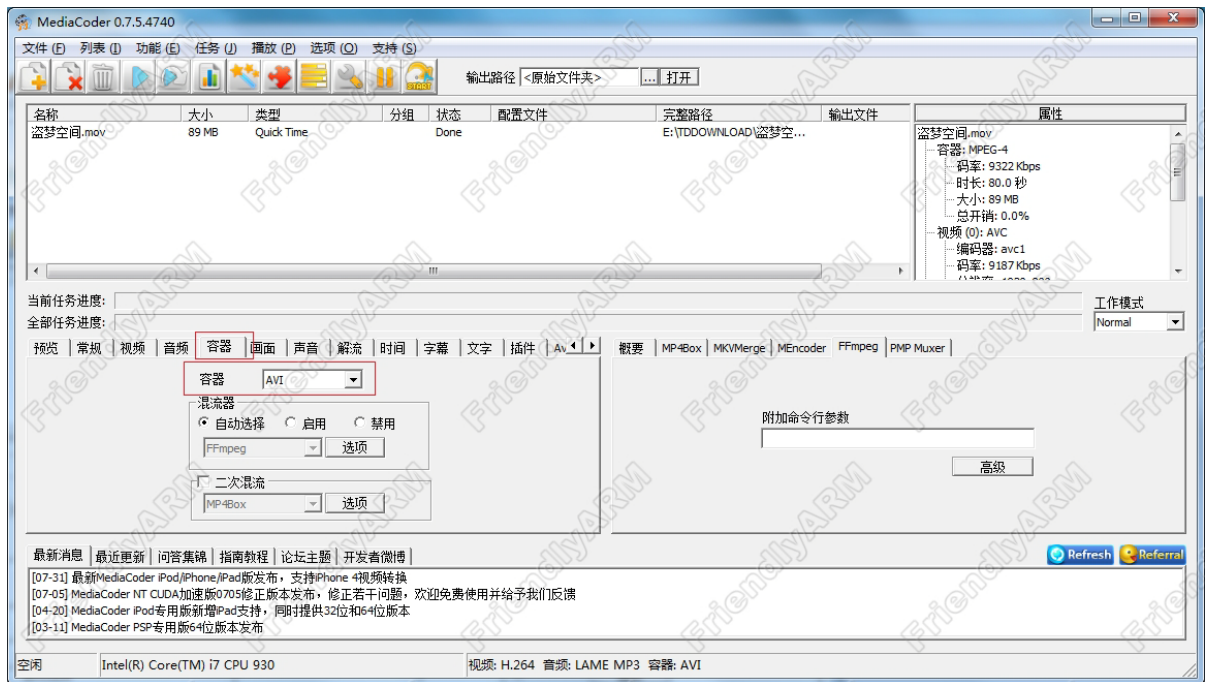 MediaCoder 0.7.5.4740
文件 (F) 列表 (I) 功能 (E) 任务 (J) 播放 (P) 选项 (O) 支持 (S)
输出路径 <原始文件夹> ... 打开
名称 大小 类型 分组 状态 配置文件 完整路径 输出文件 属性
盗梦空间.mov 89 MB Quick Time Done E:\TDDOWNLOAD\盗梦空...
盗梦空间.mov
容器: MPEG-4
码率: 9322 Kbps
时长: 80.0 秒
大小: 89 MB
总开销: 0.0%
视频 (0): AVC
编码器: avc1
码率: 9187 Kbps
当前任务进度:
全部任务进度:
工作模式
Normal
预览 常规 视频 音频 容器 画面 声音 解流 时间 字幕 文字 插件 Av
概要 MP4Box MKVMerge MEncoder FFmpeg PMP Muxer
容器 AVI
混流器
自动选择 启用 禁用
FFmpeg 选项
二次混流
MP4Box 选项
附加命令行参数
高级
最新消息 最近更新 问答集锦 指南教程 论坛主题 开发者微博 Refresh Referral
[07-31] 最新MediaCoder iPod/iPhone/iPad版发布，支持iPhone 4视频转换
[07-05] MediaCoder NT CUDA加速版0705修正版本发布，修正若干问题，欢迎免费使用并给予我们反馈
[04-20] MediaCoder iPod专用版新增iPad支持，同时提供32位和64位版本
[03-11] MediaCoder PSP专用版64位版本发布
空闲 Intel(R) Core(TM) i7 CPU 930 视频: H.264 音频: LAME MP3 容器: AVI
FriendlyARM